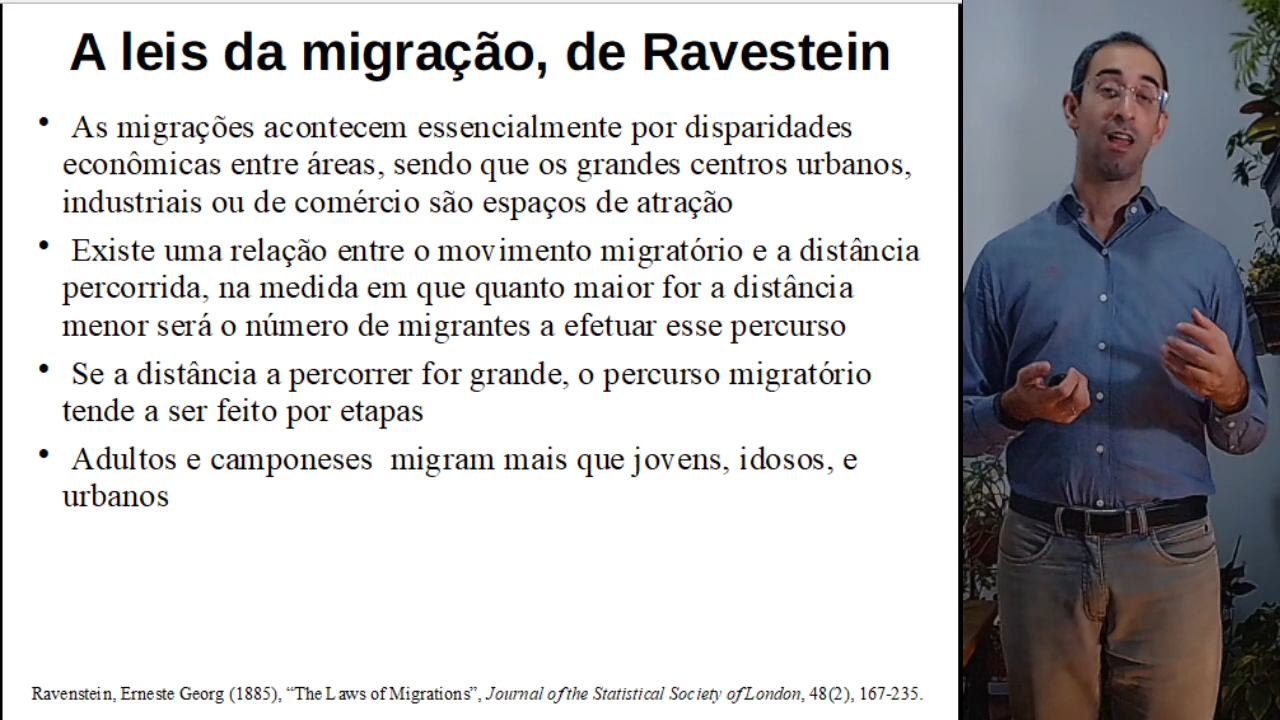 A leis da migração, de Ravestein
• As migrações acontecem essencialmente por disparidades
econômicas entre áreas, sendo que os grandes centros urbanos,
industriais ou de comércio são espaços de atração
• Existe uma relação entre o movimento migratório e a distância
percorrida, na medida em que quanto maior for a distância
menor será o número de migrantes a efetuar esse percurso
• Se a distância a percorrer for grande, o percurso migratório
tende a ser feito por etapas
• Adultos e camponeses migram mais que jovens, idosos, e
urbanos
Ravenstein, Erneste Georg (1885), “The Laws of Migrations”, Journal of the Statistical Society of London, 48(2), 167-235.